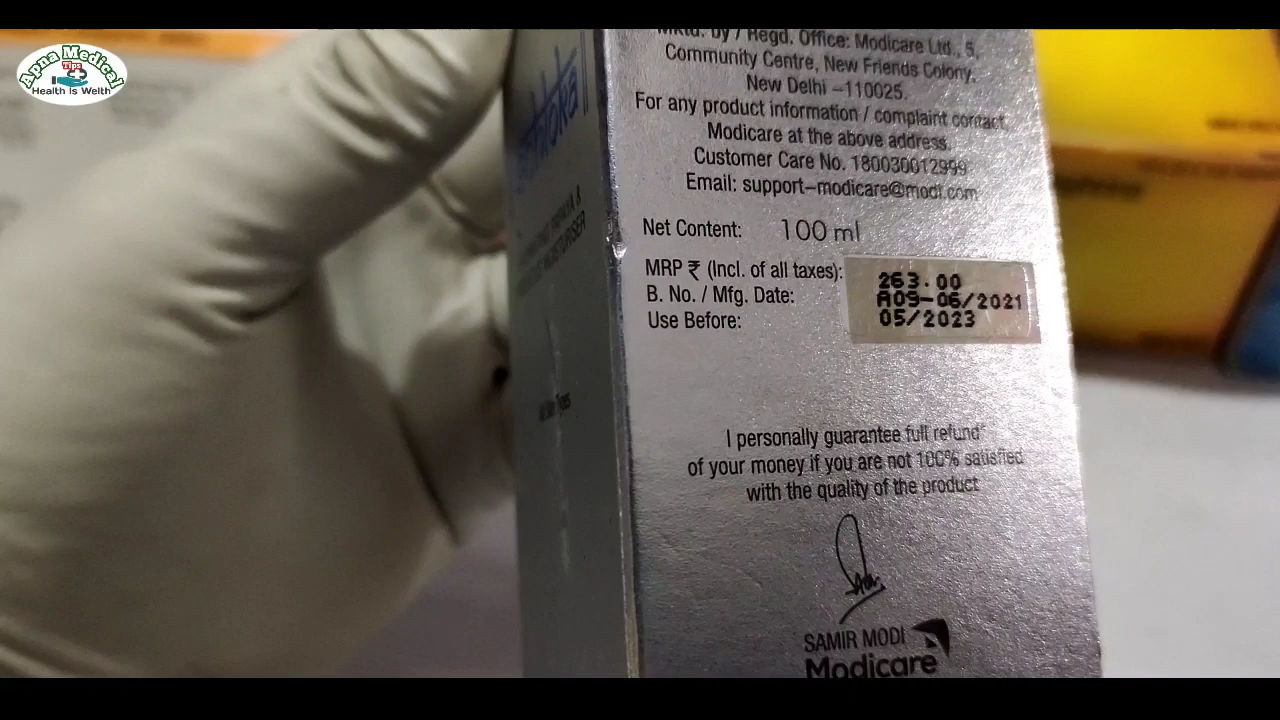 Apna Medical
Tips
Health Is Welth
Mktd. by / Regd. Office: Modicare Ltd., 5,
Community Centre, New Friends Colony,
New Delhi –110025.
For any product information / complaint contact,
Modicare at the above address.
Customer Care No. 180030012999
Email: support–modicare@modi.com
Net Content: 100 ml
MRP ₹ (Incl. of all taxes): 263.00
B. No. / Mfg. Date: A09-06/2021
Use Before: 05/2023
I personally guarantee full refund*
of your money if you are not 100% satisfied
with the quality of the product
SAMIR MODI
Modicare
MOISTURISER